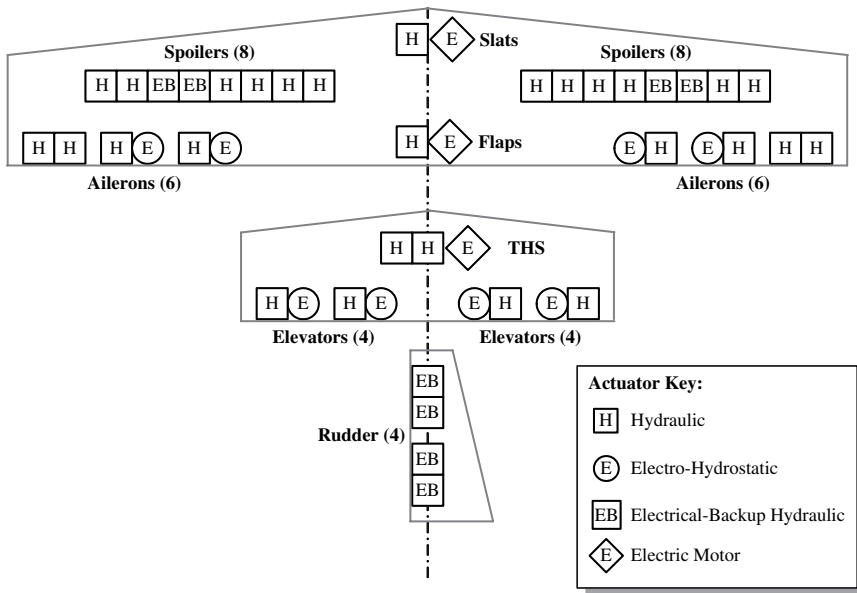 H E Slats
Spoilers (8) Spoilers (8)
H H EB EB H H H H H H H H EB EB H H
H E Flaps
H H H E H E E H E H H H
Ailerons (6) Ailerons (6)
H H E THS
H E H E E H E H
Elevators (4) Elevators (4)
EB
EB
Rudder (4)
EB
EB
Actuator Key:
H Hydraulic
E Electro-Hydrostatic
EB Electrical-Backup Hydraulic
E Electric Motor